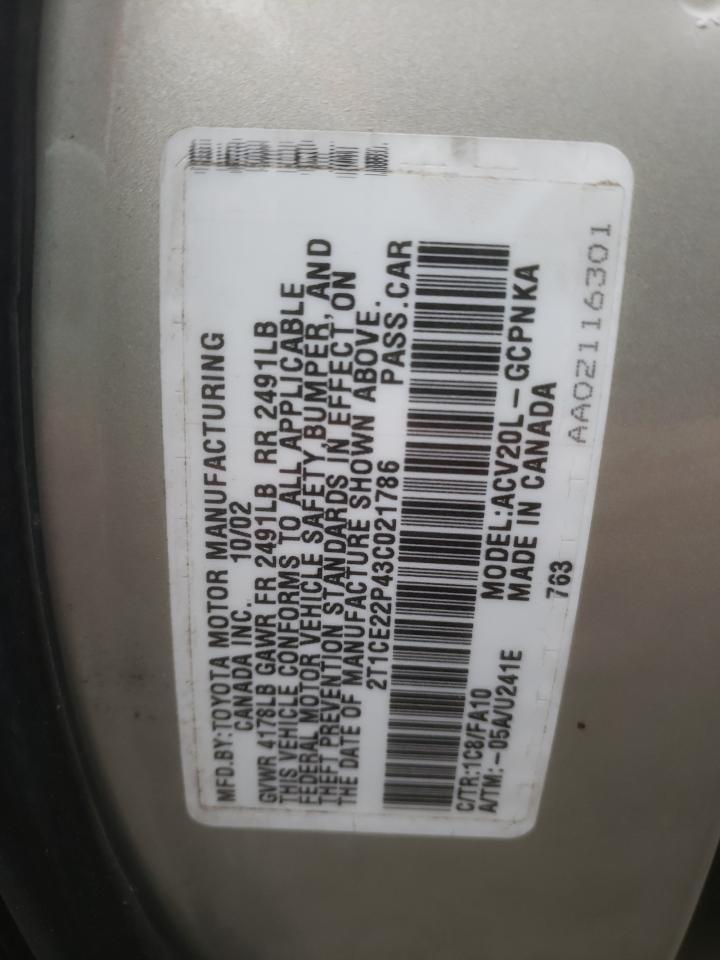 MFD.BY:TOYOTA MOTOR MANUFACTURING
CANADA INC. 10/02
GVWR 4178LB GAWR FR 2491LB RR 2491LB
THIS VEHICLE CONFORMS TO ALL APPLICABLE
FEDERAL MOTOR VEHICLE SAFETY, BUMPER, AND
THEFT PREVENTION STANDARDS IN EFFECT ON
THE DATE OF MANUFACTURE SHOWN ABOVE.
2T1CE22P43C021786 PASS.CAR
C/TR:1C8/FA10 MODEL:ACV20L-GCPNKA
A/TM:-05A/U241E MADE IN CANADA
763
AA02116301